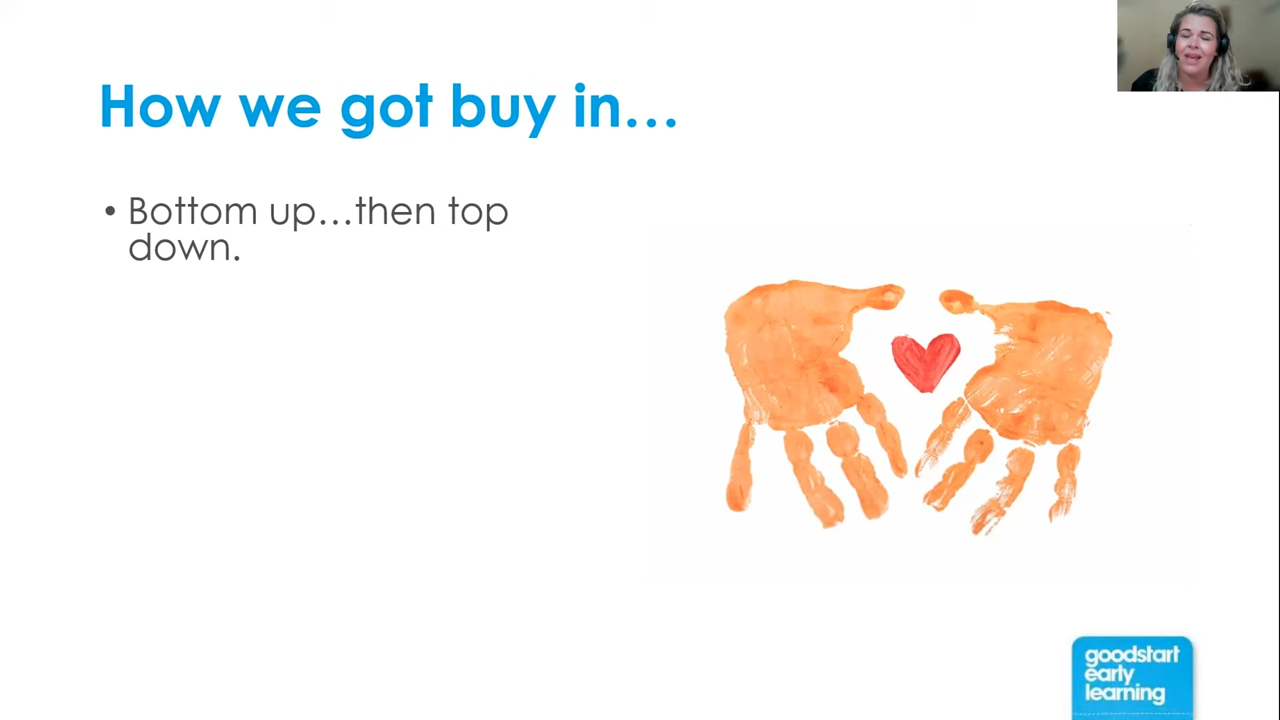 How we got buy in…
• Bottom up…then top
down.
goodstart
early
learning